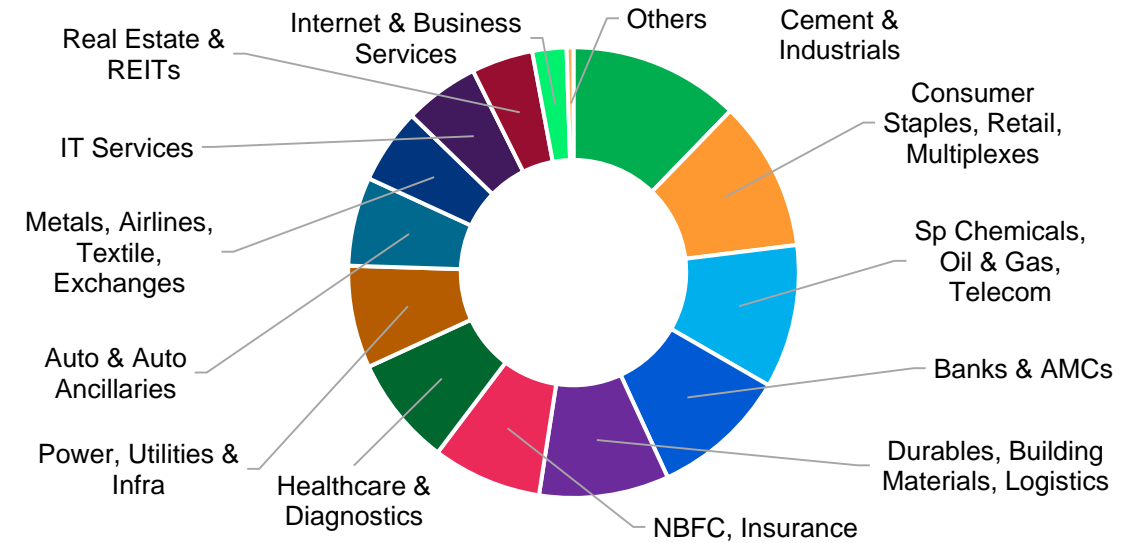 Others
Cement &
Industrials
Consumer
Staples, Retail,
Multiplexes
Sp Chemicals,
Oil & Gas,
Telecom
Banks & AMCs
Durables, Building
Materials, Logistics
NBFC, Insurance
Healthcare &
Diagnostics
Power, Utilities &
Infra
Auto & Auto
Ancillaries
Metals, Airlines,
Textile,
Exchanges
IT Services
Real Estate &
REITs
Internet & Business
Services